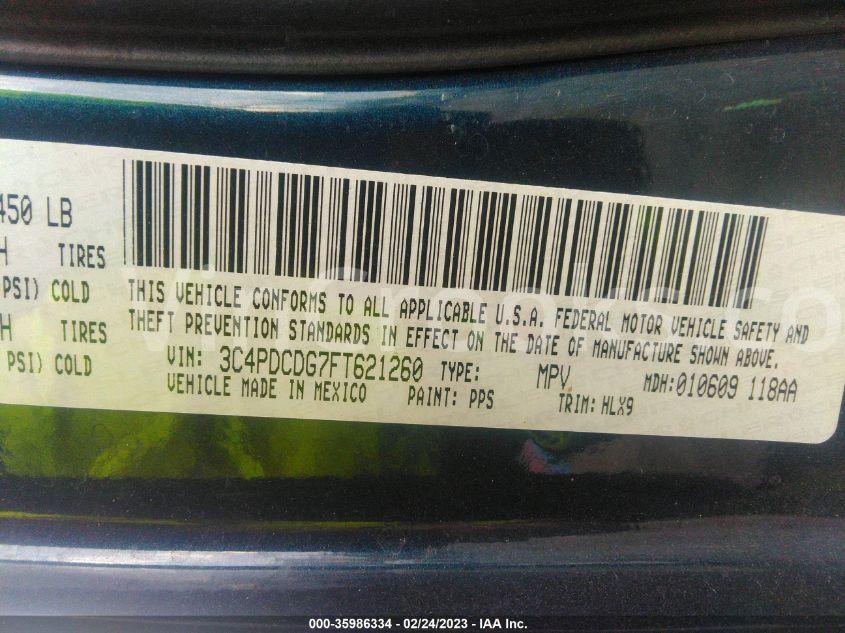 450 LB
TIRES
PSI) COLD
TIRES
PSI) COLD
THIS VEHICLE CONFORMS TO ALL APPLICABLE U.S.A. FEDERAL MOTOR VEHICLE SAFETY AND
THEFT PREVENTION STANDARDS IN EFFECT ON THE DATE OF MANUFACTURE SHOWN ABOVE.
VIN: 3C4PDCDG7FT621260 TYPE: MPV MDH:010609 118AA
VEHICLE MADE IN MEXICO PAINT: PPS TRIM: HLX9
000-35986334 / 02/24/2023 - IAA Inc.